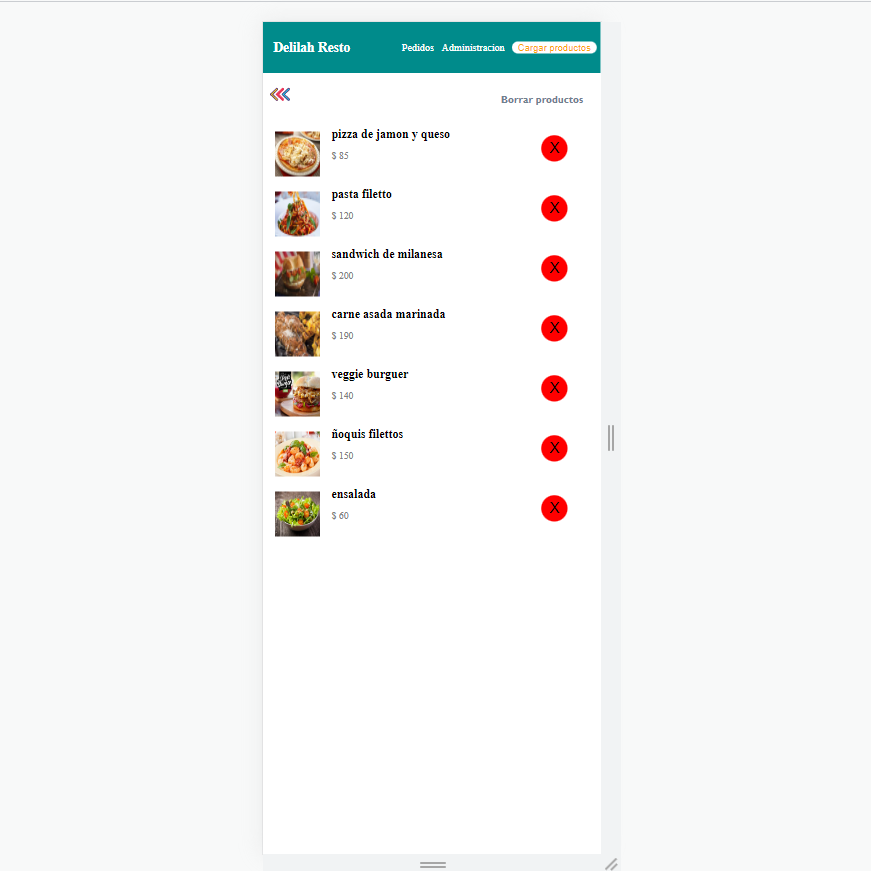 Delilah Resto Pedidos Administracion Cargar productos
Borrar productos
pizza de jamon y queso
$ 85
X
pasta filetto
$ 120
X
sandwich de milanesa
$ 200
X
carne asada marinada
$ 190
X
veggie burguer
$ 140
X
ñoquis filettos
$ 150
X
ensalada
$ 60
X